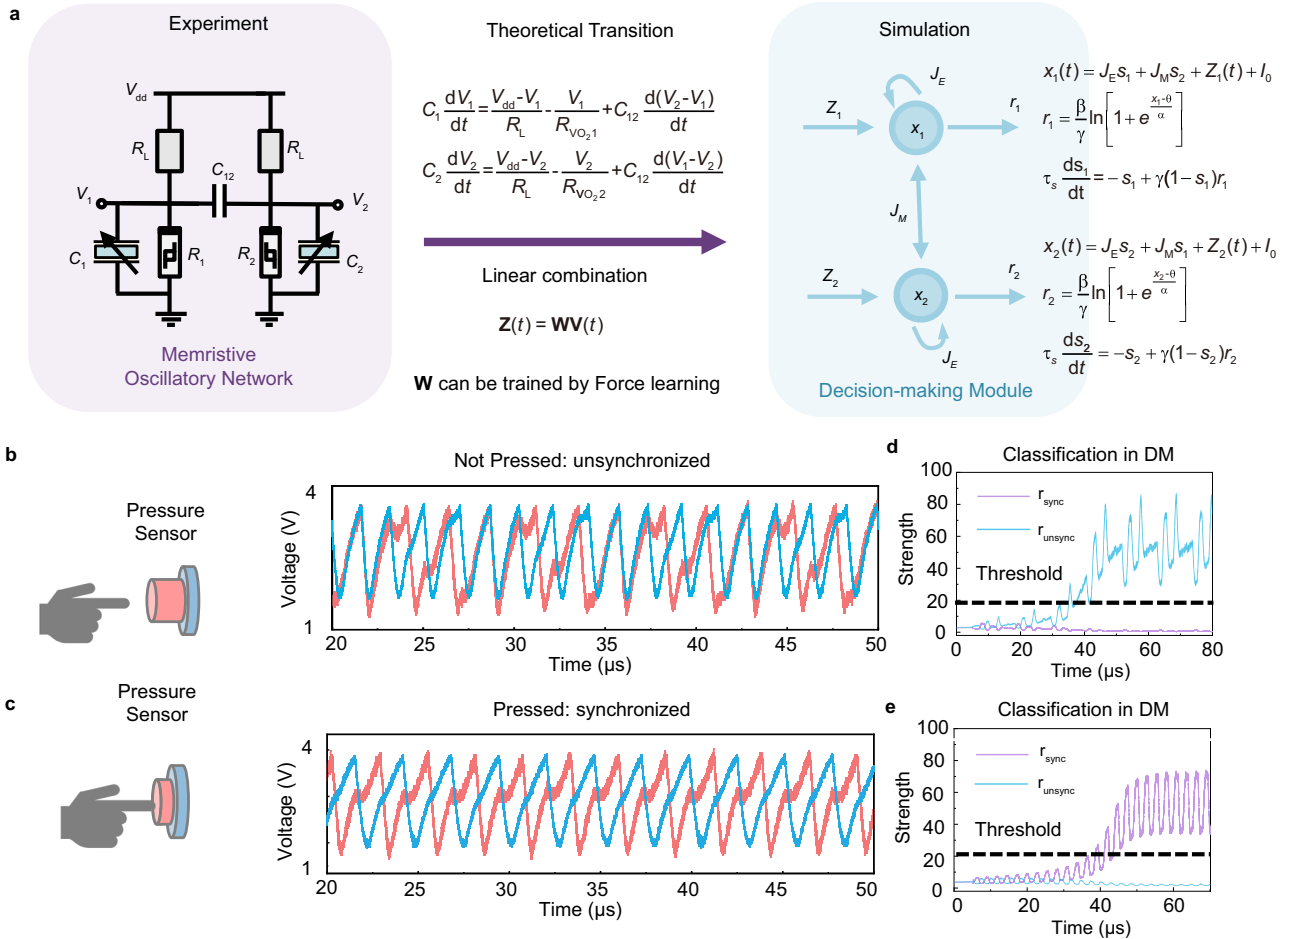 a
Experiment
Theoretical Transition
Simulation
V_dd
R_L
R_L
C_12
V_1
V_2
C_1
R_1
R_2
C_2
Memristive
Oscillatory Network
C_1 dV_1/dt = (V_dd-V_1)/R_L - V_1/R_VO_2 1 + C_12 d(V_2-V_1)/dt
C_2 dV_2/dt = (V_dd-V_2)/R_L - V_2/R_VO_2 2 + C_12 d(V_1-V_2)/dt
Linear combination
Z(t) = WV(t)
W can be trained by Force learning
J_E
Z_1
x_1
r_1
J_M
Z_2
x_2
r_2
J_E
Decision-making Module
x_1(t) = J_E s_1 + J_M s_2 + Z_1(t) + I_0
r_1 = β/γ ln[1 + e^((x_1-θ)/α)]
τ_s ds_1/dt = -s_1 + γ(1-s_1)r_1
x_2(t) = J_E s_2 + J_M s_1 + Z_2(t) + I_0
r_2 = β/γ ln[1 + e^((x_2-θ)/α)]
τ_s ds_2/dt = -s_2 + γ(1-s_2)r_2
b
Pressure
Sensor
Not Pressed: unsynchronized
Voltage (V)
4
1
20 25 30 35 40 45 50
Time (μs)
d
Classification in DM
Strength
100
80
60
40
20
0
r_sync
r_unsync
Threshold
0 20 40 60 80
Time (μs)
c
Pressure
Sensor
Pressed: synchronized
Voltage (V)
4
1
20 25 30 35 40 45 50
Time (μs)
e
Classification in DM
Strength
100
80
60
40
20
0
r_sync
r_unsync
Threshold
0 20 40 60
Time (μs)